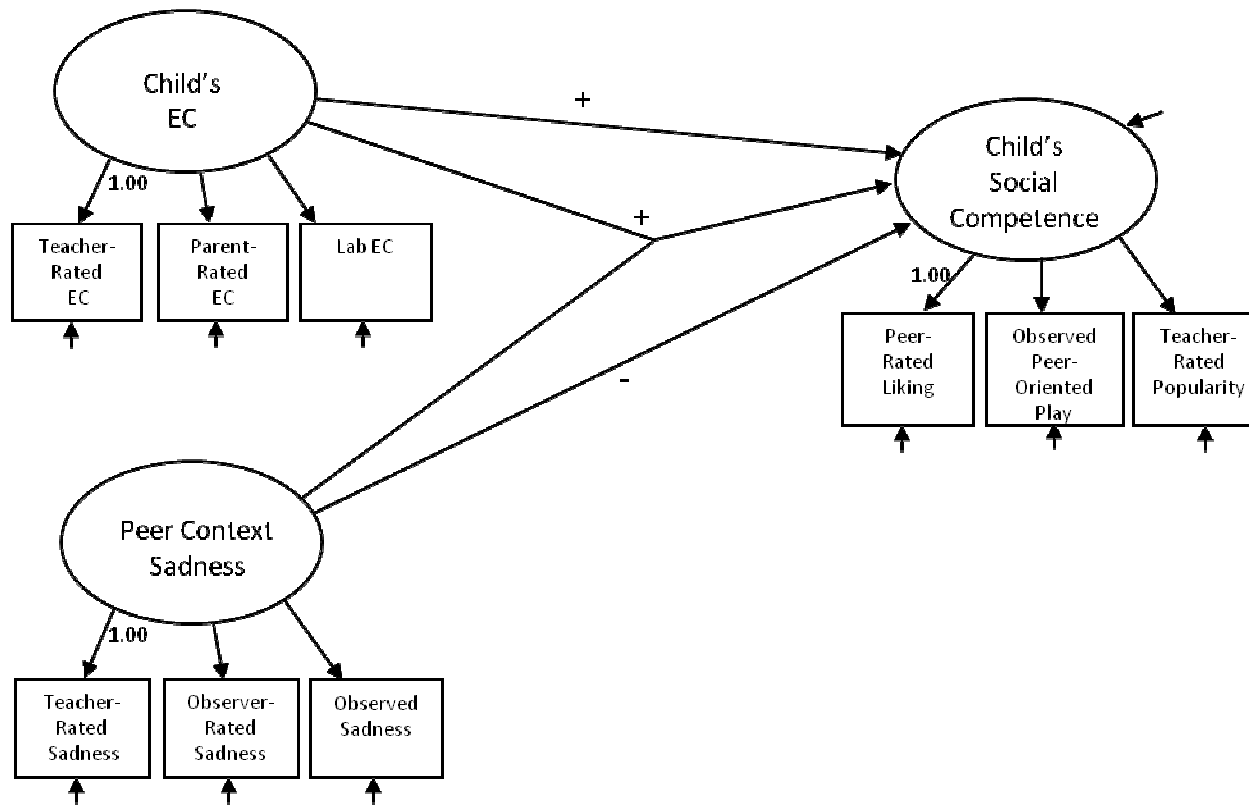 Child's
EC
+
1.00
Teacher-
Rated
EC
Parent-
Rated
EC
Lab EC
+
Child's
Social
Competence
1.00
Peer-
Rated
Liking
Observed
Peer-
Oriented
Play
Teacher-
Rated
Popularity
-
Peer Context
Sadness
1.00
Teacher-
Rated
Sadness
Observer-
Rated
Sadness
Observed
Sadness